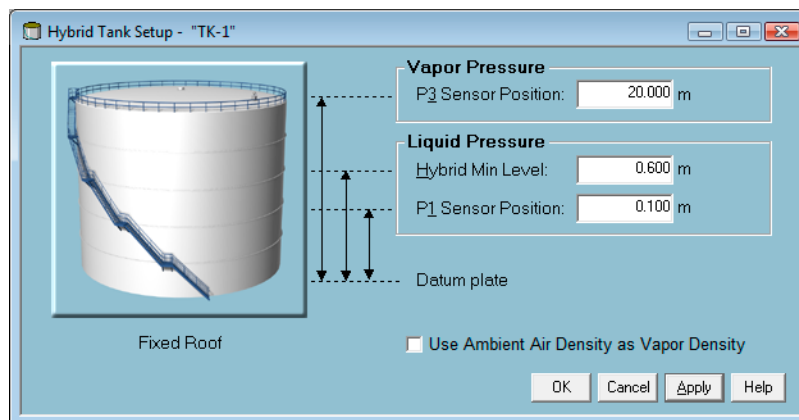 Hybrid Tank Setup - "TK-1"
Vapor Pressure
P3 Sensor Position: 20.000 m
Liquid Pressure
Hybrid Min Level: 0.600 m
P1 Sensor Position: 0.100 m
Datum plate
Fixed Roof
Use Ambient Air Density as Vapor Density
OK Cancel Apply Help